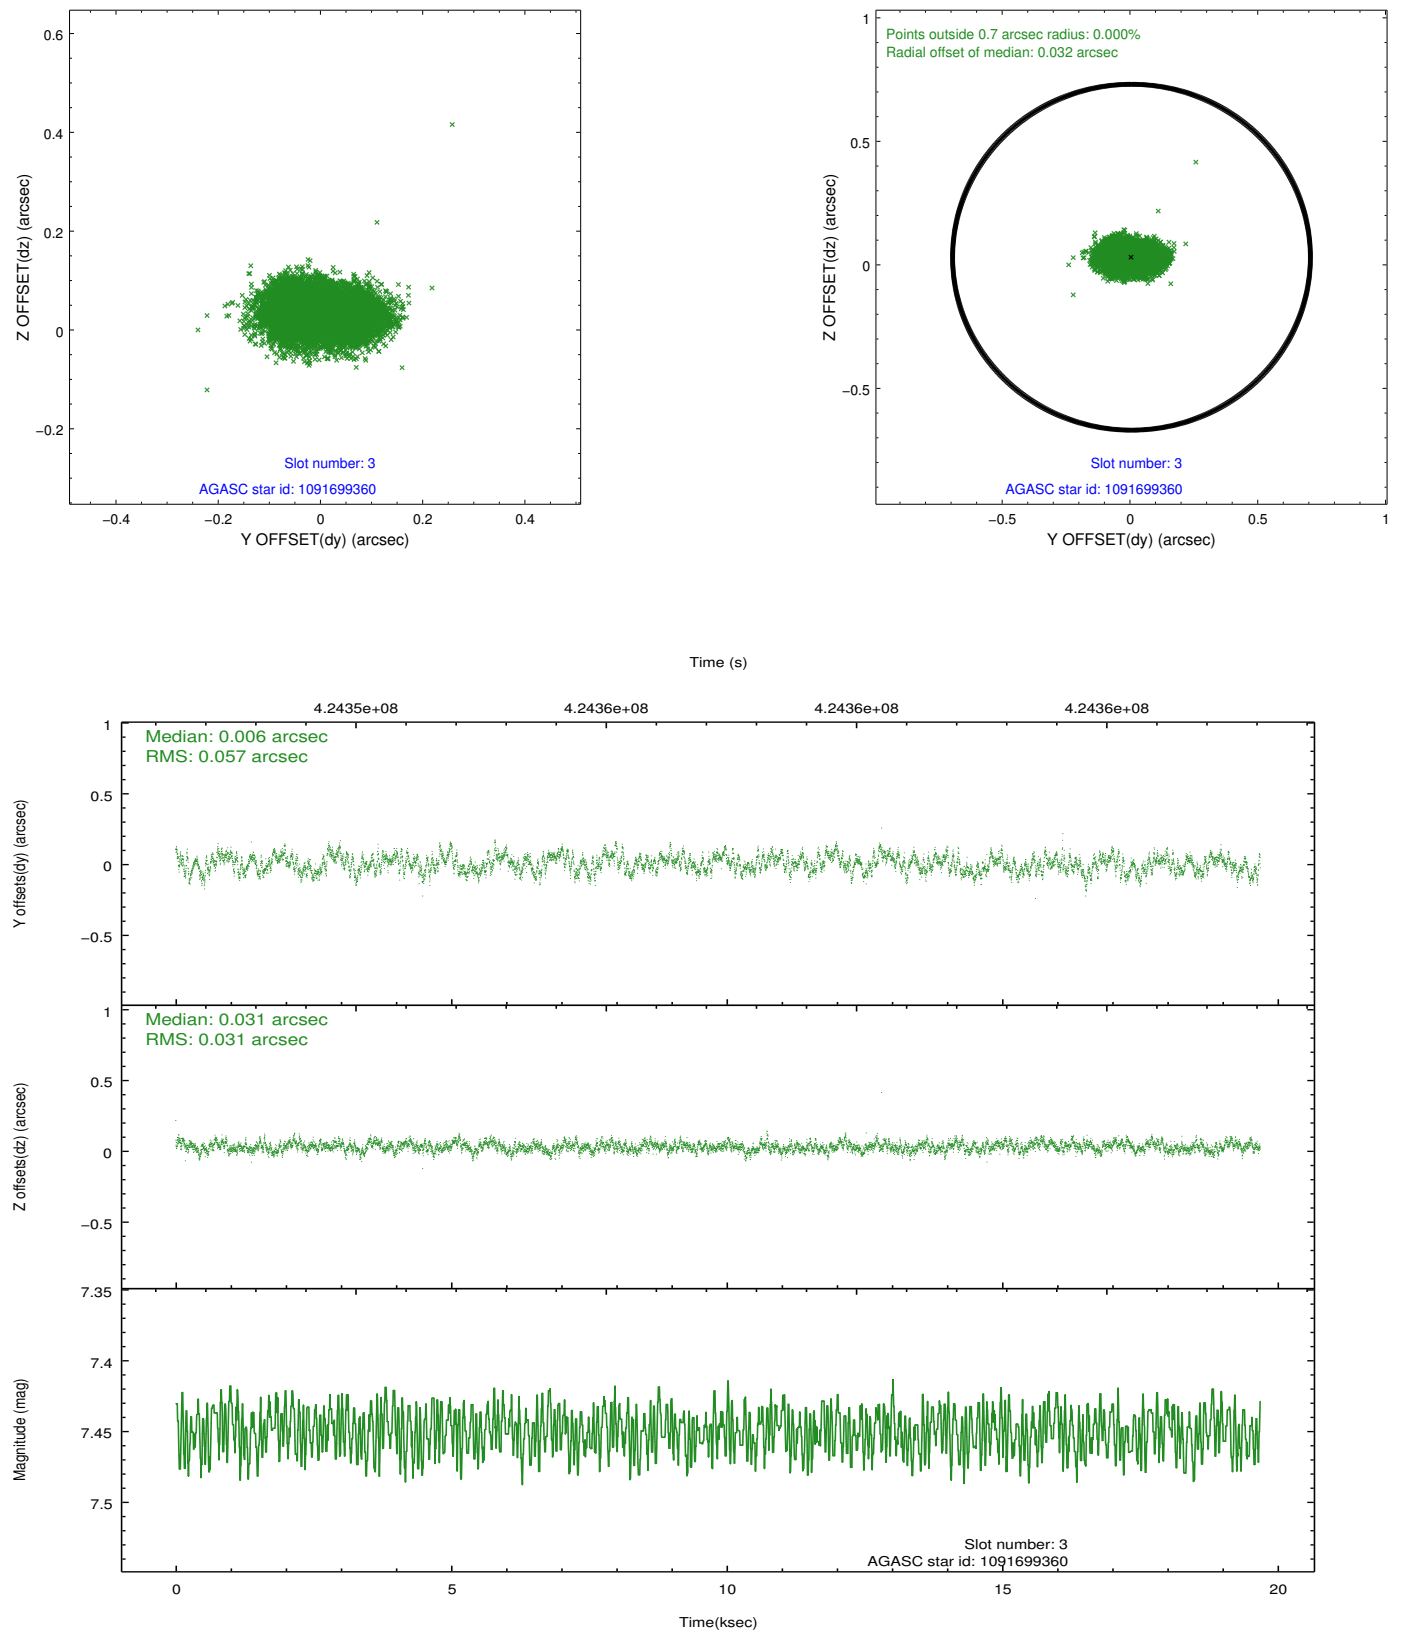 0.6
0.4
0.2
0
−0.2
Z OFFSET(dz) (arcsec)
Slot number: 3
AGASC star id: 1091699360
−0.4
−0.2
0
0.2
0.4
Y OFFSET(dy) (arcsec)
Points outside 0.7 arcsec radius: 0.000%
Radial offset of median: 0.032 arcsec
1
0.5
0
−0.5
Z OFFSET(dz) (arcsec)
Slot number: 3
AGASC star id: 1091699360
−0.5
0
0.5
1
Y OFFSET(dy) (arcsec)
Time (s)
4.2435e+08
4.2436e+08
4.2436e+08
4.2436e+08
Median: 0.006 arcsec
RMS: 0.057 arcsec
1
0.5
0
−0.5
Y offsets(dy) (arcsec)
Median: 0.031 arcsec
RMS: 0.031 arcsec
1
0.5
0
−0.5
Z offsets(dz) (arcsec)
7.35
7.4
7.45
7.5
Magnitude (mag)
Slot number: 3
AGASC star id: 1091699360
0
5
10
15
20
Time(ksec)